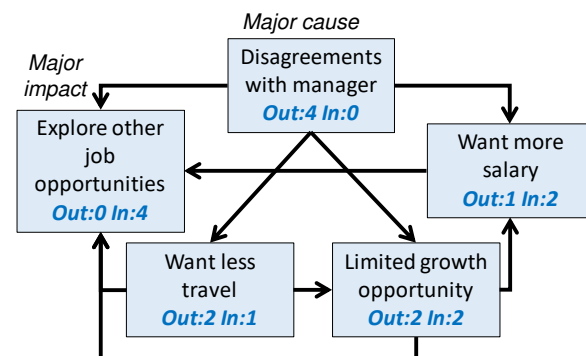 Major cause
Disagreements
with manager
Out:4 In:0
Major
impact
Explore other
job
opportunities
Out:0 In:4
Want more
salary
Out:1 In:2
Want less
travel
Out:2 In:1
Limited growth
opportunity
Out:2 In:2